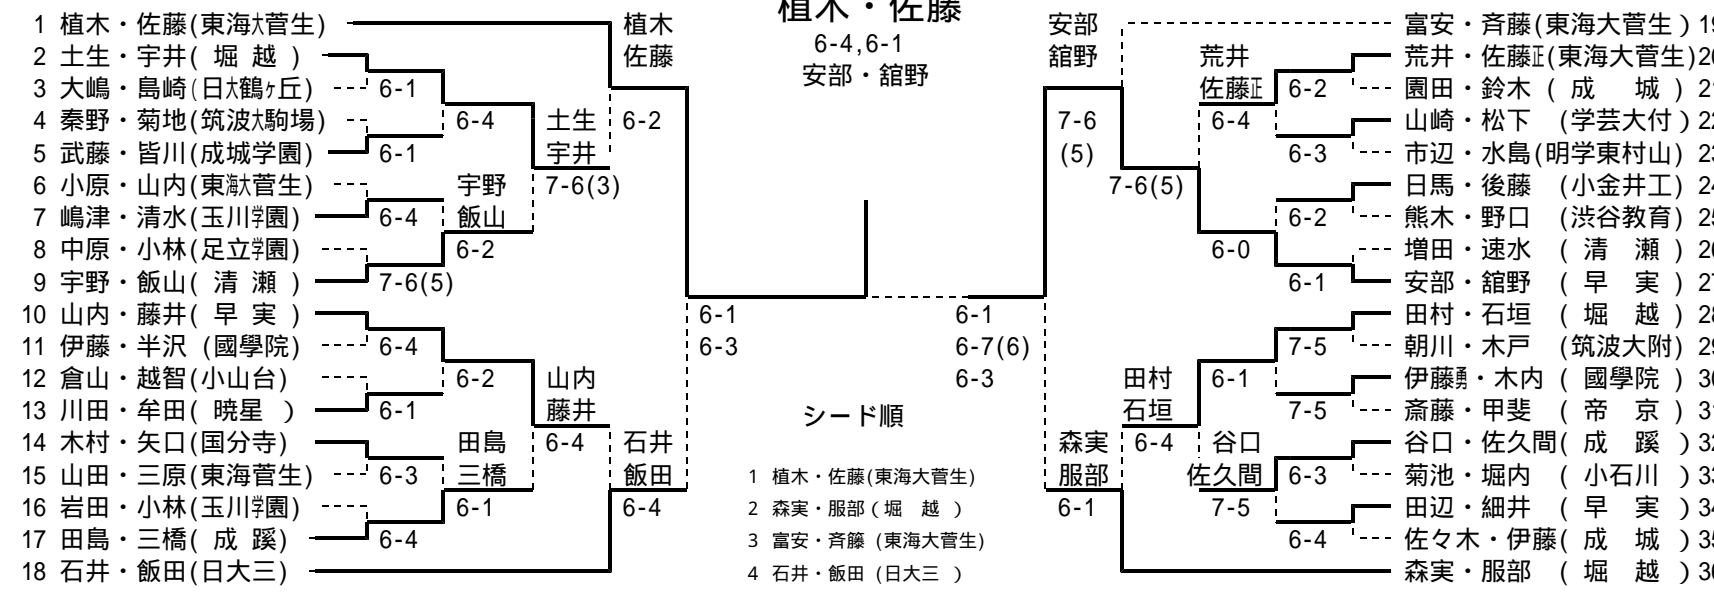 植木・佐藤
6-4,6-1
安部・舘野
1 植木・佐藤(東海大菅生)
2 土生・宇井( 堀 越 )
3 大嶋・島崎(日大鶴ヶ丘)
4 秦野・菊地(筑波大駒場)
5 武藤・皆川(成城学園)
6 小原・山内(東海大菅生)
7 嶋津・清水(玉川学園)
8 中原・小林(足立学園)
9 宇野・飯山( 清 瀬 )
10 山内・藤井( 早 実 )
11 伊藤・半沢 (國學院)
12 倉山・越智(小山台)
13 川田・牟田( 暁星 )
14 木村・矢口(国分寺)
15 山田・三原(東海菅生)
16 岩田・小林(玉川学園)
17 田島・三橋( 成 蹊)
18 石井・飯田(日大三)
6-1
6-1
6-4
7-6(5)
6-4
6-1
6-3
6-4
6-4
宇野
飯山
6-2
6-2
田島
三橋
6-1
土生
宇井
7-6(3)
山内
藤井
6-4
植木
佐藤
6-2
石井
飯田
6-4
6-1
6-3
6-1
6-7(6)
6-3
シード順
1 植木・佐藤(東海大菅生)
2 森実・服部(堀 越 )
3 富安・斉籐 (東海大菅生)
4 石井・飯田 (日大三 )
安部
舘野
7-6
(5)
森実
服部
6-1
7-6(5)
田村
石垣
6-4
荒井
佐藤正
6-4
6-0
6-1
谷口
佐久間
7-5
6-2
6-3
6-2
6-1
7-5
7-5
6-3
6-4
富安・斉藤(東海大菅生)
荒井・佐藤正(東海大菅生)
園田・鈴木 ( 成 城 )
山崎・松下 (学芸大付)
市辺・水島(明学東村山)
日馬・後藤 (小金井工)
熊木・野口 (渋谷教育)
増田・速水 ( 清 瀬 )
安部・舘野 ( 早 実 )
田村・石垣 ( 堀 越 )
朝川・木戸 (筑波大附)
伊藤勇・木内 ( 國學院 )
斎藤・甲斐 ( 帝 京 )
谷口・佐久間( 成 蹊 )
菊池・堀内 ( 小石川 )
田辺・細井 ( 早 実 )
佐々木・伊藤( 成 城 )
森実・服部 ( 堀 越 )